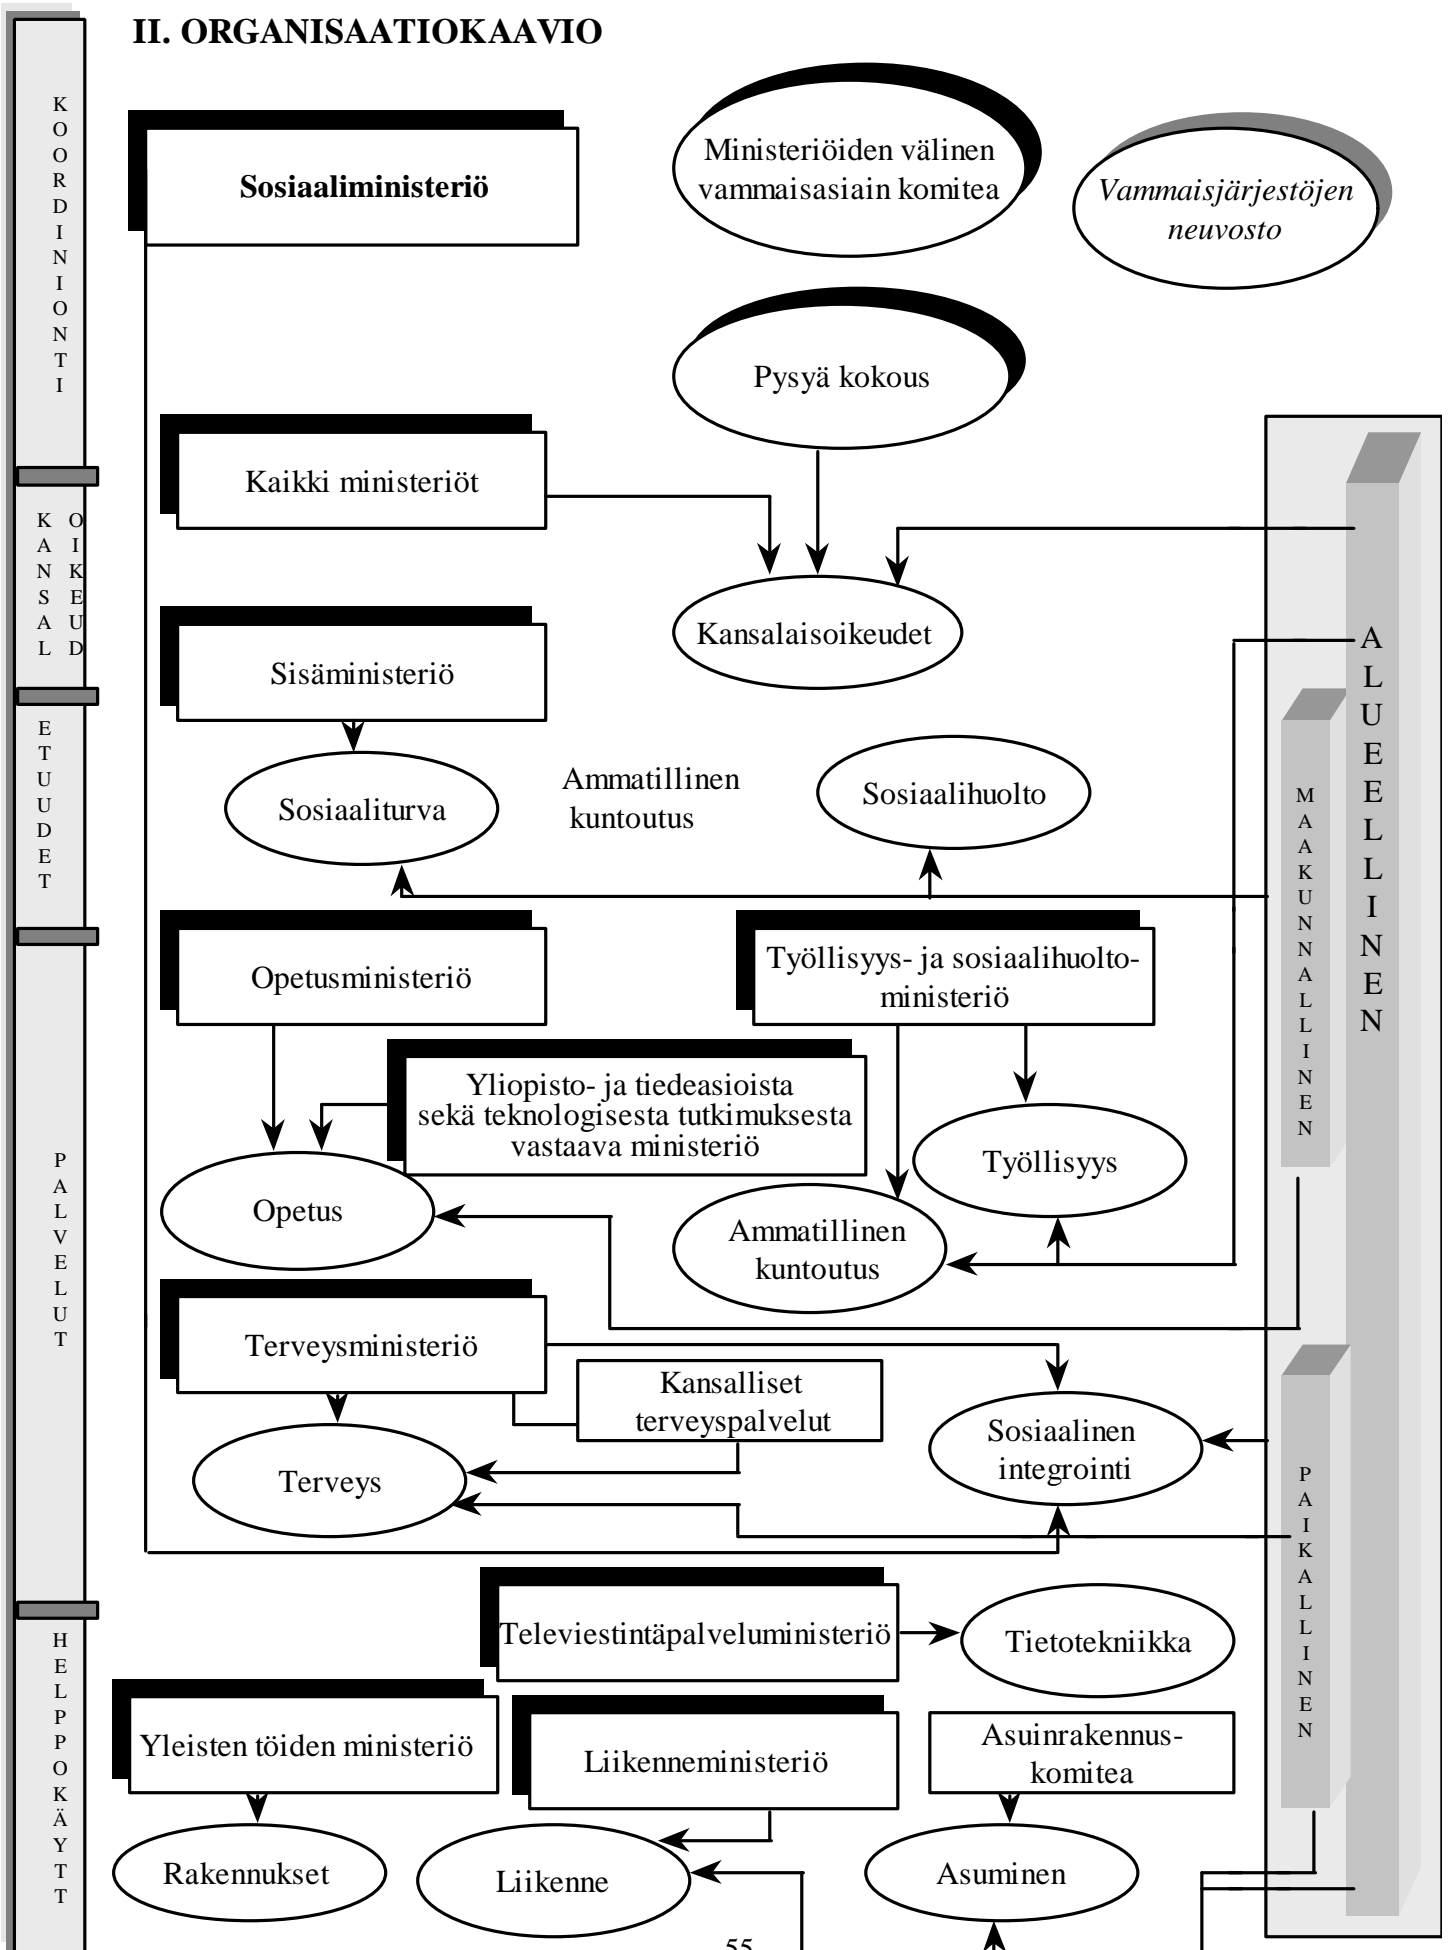 II. ORGANISAATIOKAAVIO
KOORDINIONTI
Sosiaaliministeriö
Ministeriöiden välinen
vammaisasiain komitea
Vammaisjärjestöjen
neuvosto
Pysyä kokous
Kaikki ministeriöt
KANSAL
OIKEUD
Kansalaisoikeudet
Sisäministeriö
ALUEELLINEN
ETUUDET
Sosiaaliturva
Ammatillinen
kuntoutus
Sosiaalihuolto
MAAKUNNALLINEN
Opetusministeriö
Työllisyys- ja sosiaalihuolto-
ministeriö
Yliopisto- ja tiedeasioista
sekä teknologisesta tutkimuksesta
vastaava ministeriö
PALVELUT
Työllisyys
Opetus
Ammatillinen
kuntoutus
Terveysministeriö
Kansalliset
terveyspalvelut
Sosiaalinen
integrointi
Terveys
PAIKALLINEN
Televiestintäpalveluministeriö
Tietotekniikka
HELPPOKÄYTT
Yleisten töiden ministeriö
Liikenneministeriö
Asuinrakennus-
komitea
Rakennukset
Liikenne
Asuminen
55